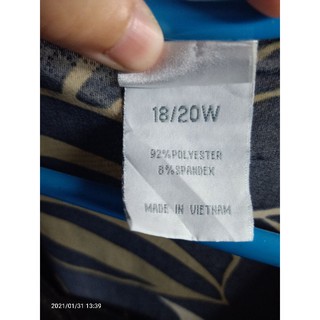 18/20W
92%POLYESTER
8%SPANDEX
MADE IN VIETNAM
2021/01/31 13:39